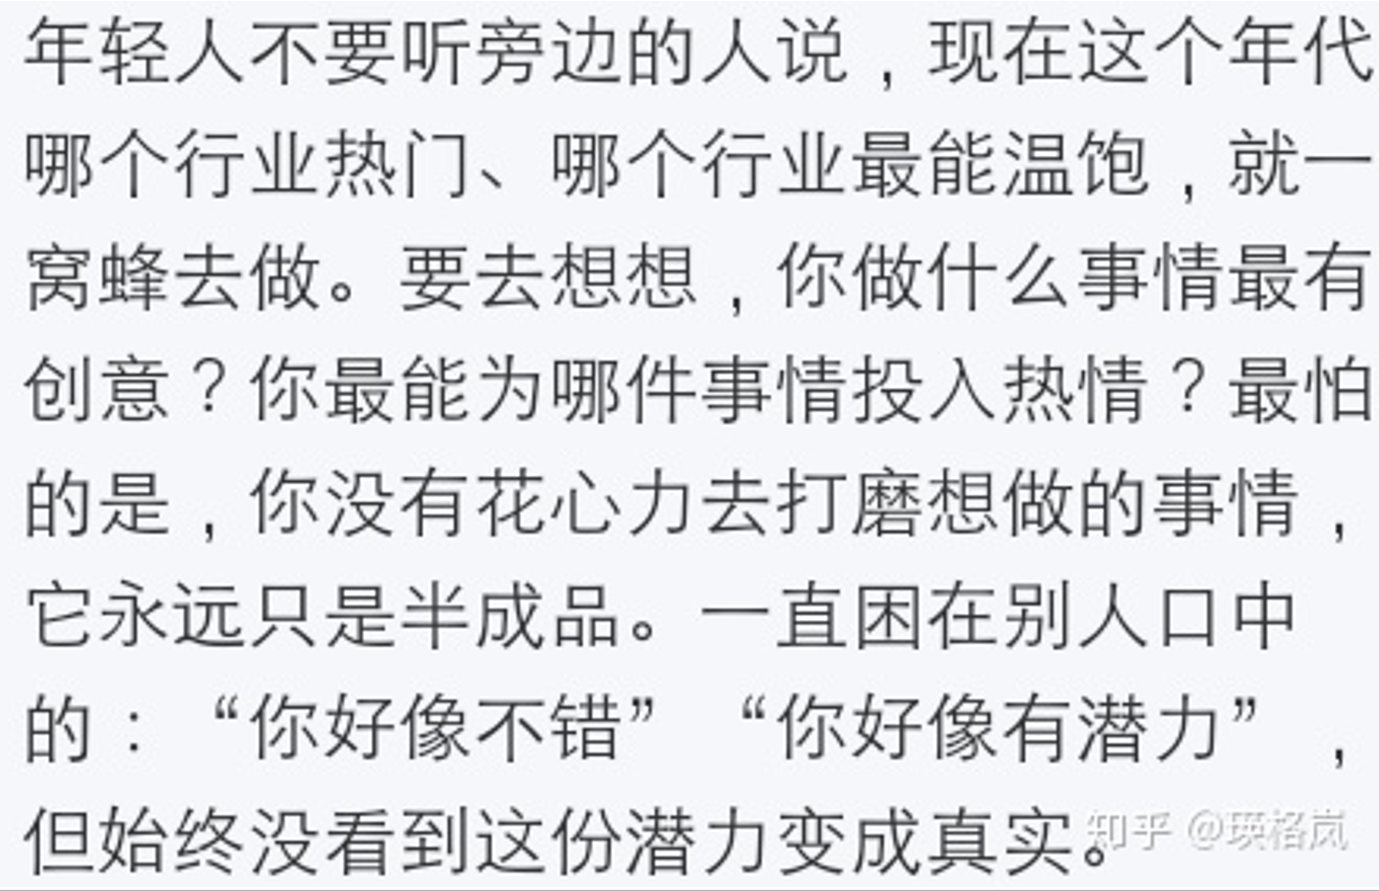 年轻人不要听旁边的人说，现在这个年代
哪个行业热门、哪个行业最能温饱，就一
窝蜂去做。要去想想，你做什么事情最有
创意？你最能为哪件事情投入热情？最怕
的是，你没有花心力去打磨想做的事情，
它永远只是半成品。一直困在别人口中
的：“你好像不错”“你好像有潜力”，
但始终没看到这份潜力变成真实。
知乎 @瑛格岚